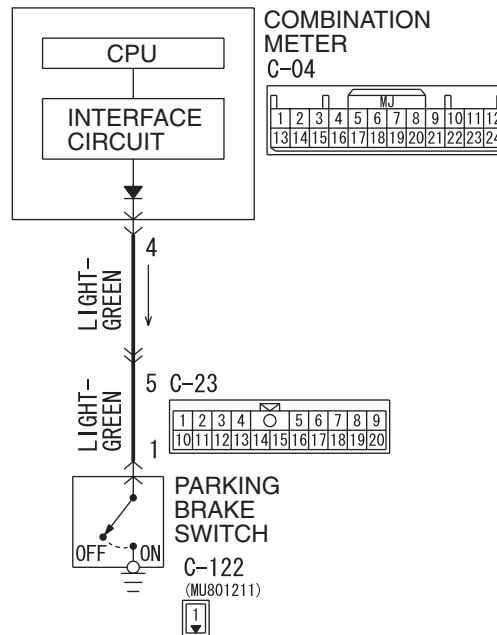 COMBINATION
METER
C-04
CPU
INTERFACE
CIRCUIT
MJ
1 2 3 4 5 6 7 8 9 10 11 12
13 14 15 16 17 18 19 20 21 22 23 24
4
LIGHT-
GREEN
5 C-23
1 2 3 4 5 6 7 8 9
10 11 12 13 14 15 16 17 18 19 20
LIGHT-
GREEN
1
PARKING
BRAKE
SWITCH
OFF ON
C-122
(MU801211)
1